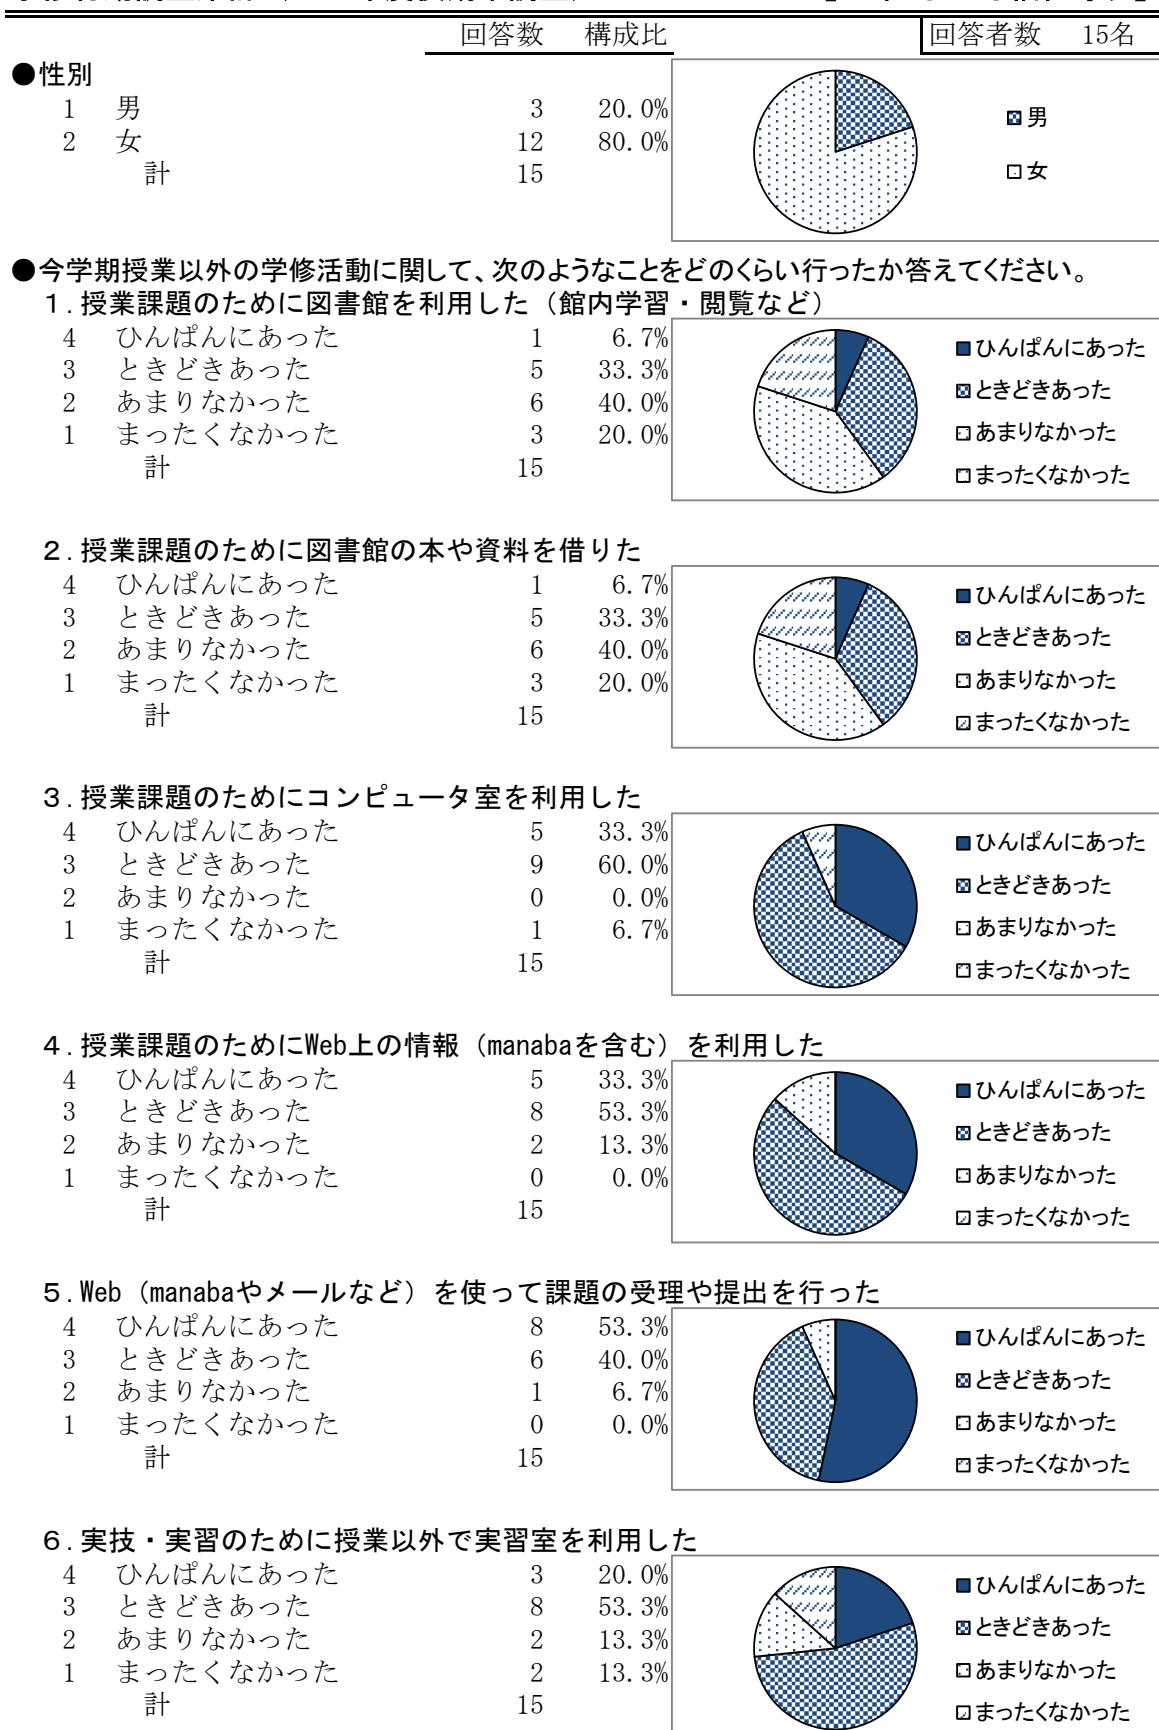 回答数 構成比 回答者数 15名
●性別
1 男 3 20.0%
2 女 12 80.0%
計 15
男
女
●今学期授業以外の学修活動に関して、次のようなことをどのくらい行ったか答えてください。
１．授業課題のために図書館を利用した（館内学習・閲覧など）
4 ひんぱんにあった 1 6.7%
3 ときどきあった 5 33.3%
2 あまりなかった 6 40.0%
1 まったくなかった 3 20.0%
計 15
ひんぱんにあった
ときどきあった
あまりなかった
まったくなかった
２．授業課題のために図書館の本や資料を借りた
4 ひんぱんにあった 1 6.7%
3 ときどきあった 5 33.3%
2 あまりなかった 6 40.0%
1 まったくなかった 3 20.0%
計 15
ひんぱんにあった
ときどきあった
あまりなかった
まったくなかった
３．授業課題のためにコンピュータ室を利用した
4 ひんぱんにあった 5 33.3%
3 ときどきあった 9 60.0%
2 あまりなかった 0 0.0%
1 まったくなかった 1 6.7%
計 15
ひんぱんにあった
ときどきあった
あまりなかった
まったくなかった
４．授業課題のためにWeb上の情報（manabaを含む）を利用した
4 ひんぱんにあった 5 33.3%
3 ときどきあった 8 53.3%
2 あまりなかった 2 13.3%
1 まったくなかった 0 0.0%
計 15
ひんぱんにあった
ときどきあった
あまりなかった
まったくなかった
５．Web（manabaやメールなど）を使って課題の受理や提出を行った
4 ひんぱんにあった 8 53.3%
3 ときどきあった 6 40.0%
2 あまりなかった 1 6.7%
1 まったくなかった 0 0.0%
計 15
ひんぱんにあった
ときどきあった
あまりなかった
まったくなかった
６．実技・実習のために授業以外で実習室を利用した
4 ひんぱんにあった 3 20.0%
3 ときどきあった 8 53.3%
2 あまりなかった 2 13.3%
1 まったくなかった 2 13.3%
計 15
ひんぱんにあった
ときどきあった
あまりなかった
まったくなかった